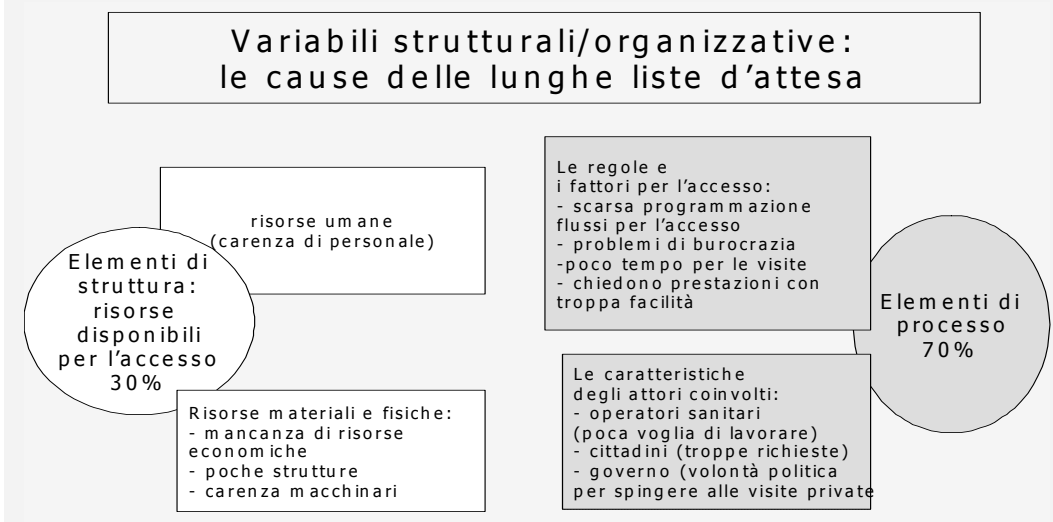 Variabili strutturali/organizzative:
le cause delle lunghe liste d'attesa
risorse umane
(carenza di personale)
Elementi di
struttura:
risorse
disponibili
per l'accesso
30%
Risorse materiali e fisiche:
- mancanza di risorse
economiche
- poche strutture
- carenza macchinari
Le regole e
i fattori per l'accesso:
- scarsa programmazione
flussi per l'accesso
- problemi di burocrazia
-poco tempo per le visite
- chiedono prestazioni con
troppa facilità
Elementi di
processo
70%
Le caratteristiche
degli attori coinvolti:
- operatori sanitari
(poca voglia di lavorare)
- cittadini (troppe richieste)
- governo (volontà politica
per spingere alle visite private